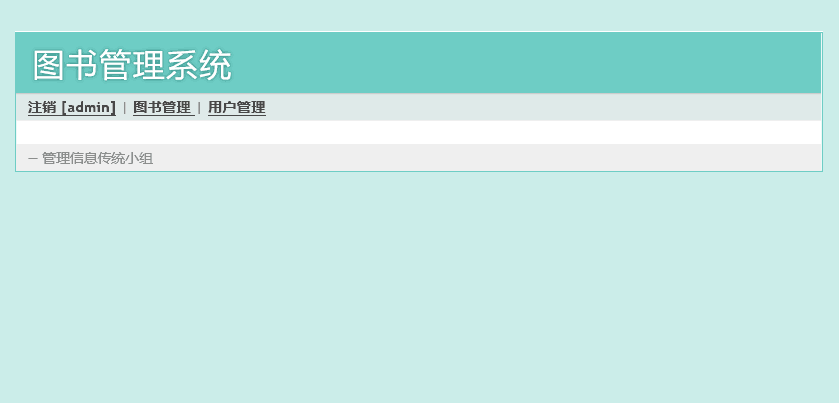 图书管理系统
注销 [admin] | 图书管理 | 用户管理
— 管理信息传统小组